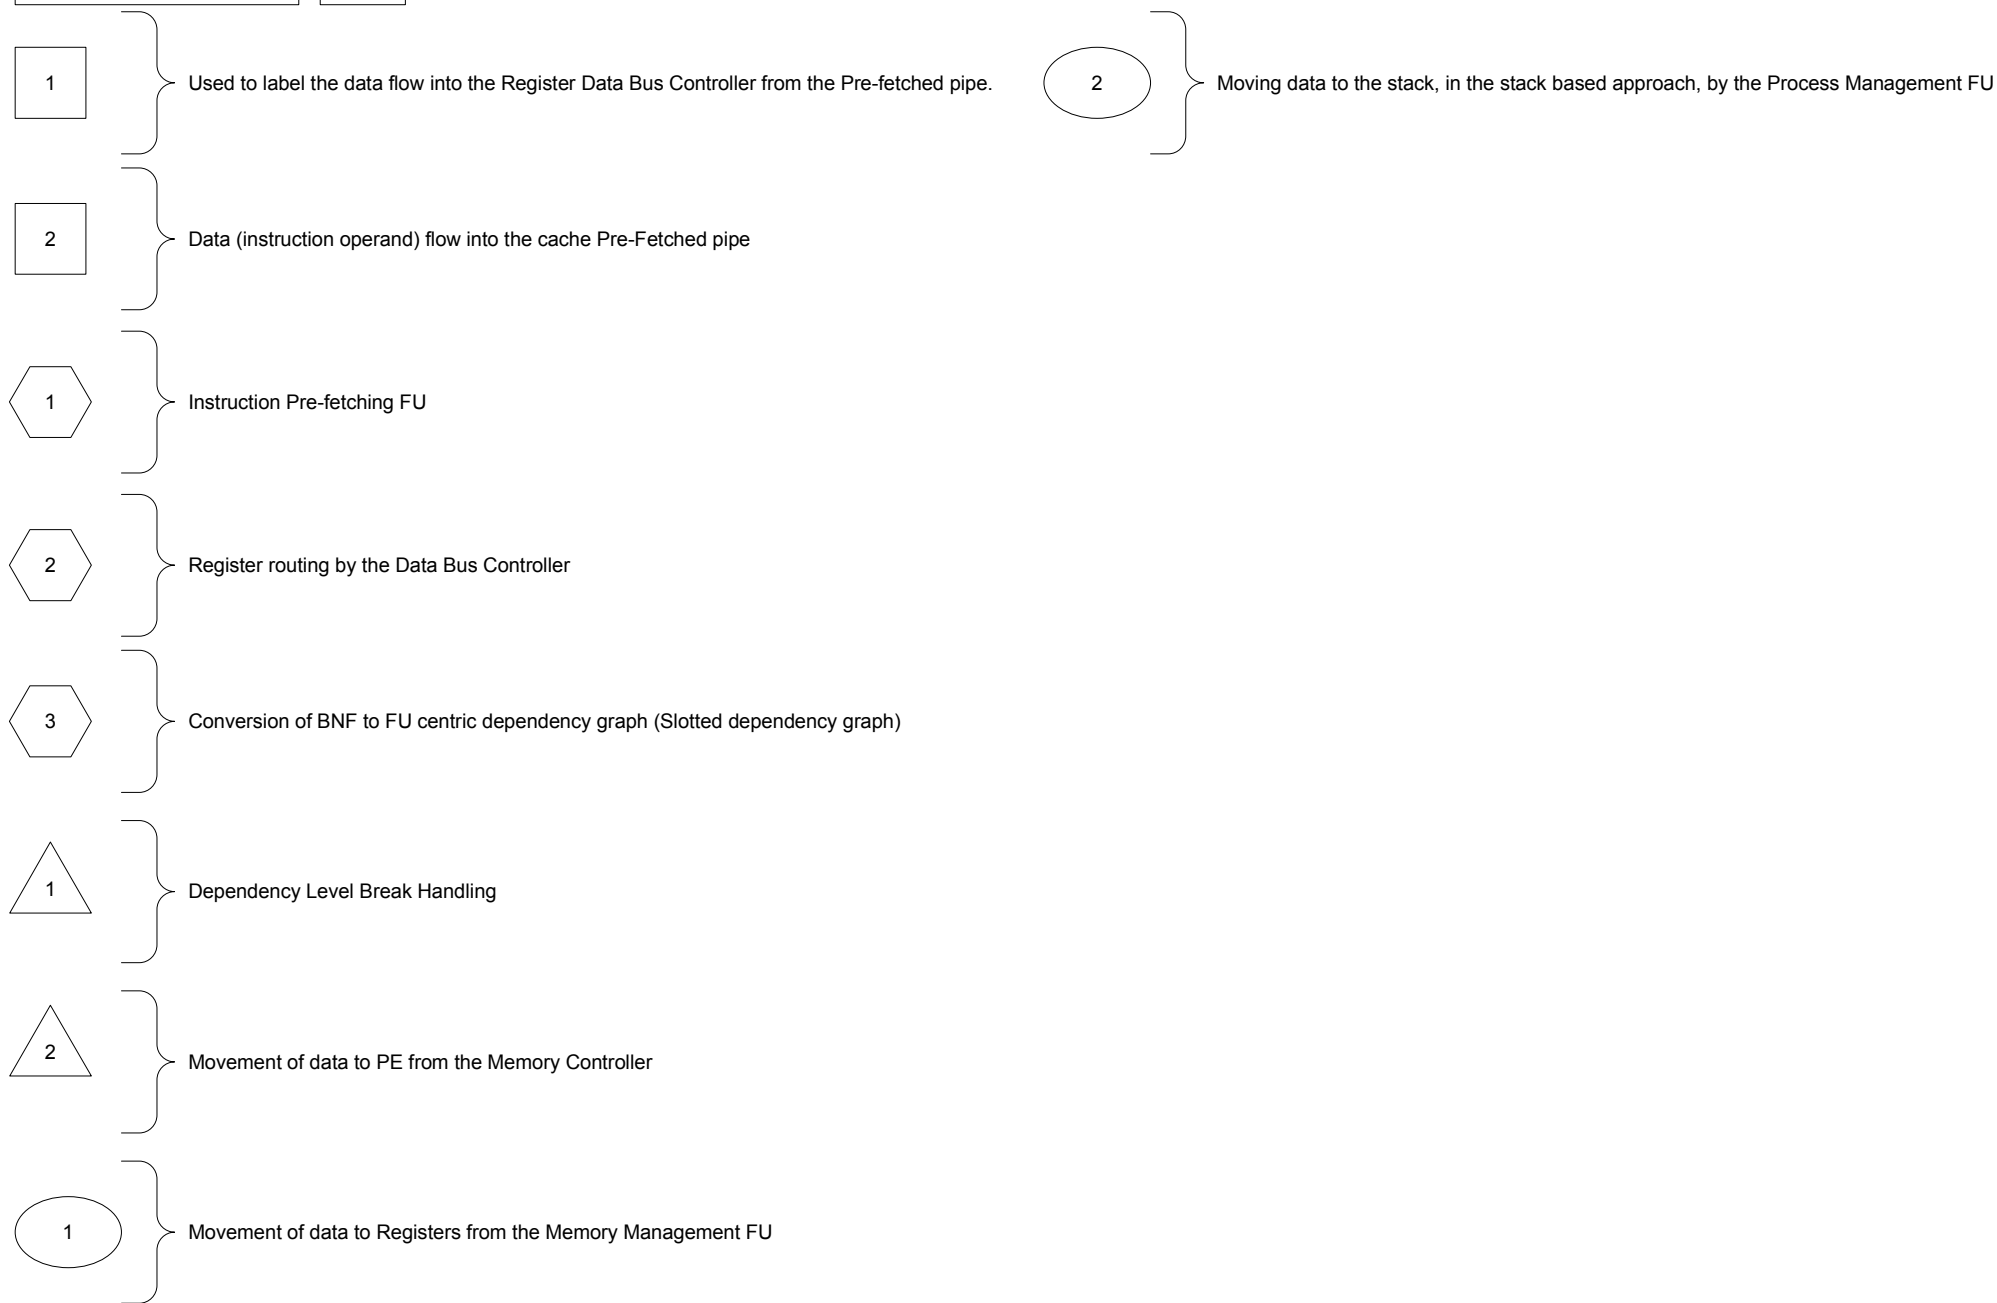 1
Used to label the data flow into the Register Data Bus Controller from the Pre-fetched pipe.
2
Moving data to the stack, in the stack based approach, by the Process Management FU
2
Data (instruction operand) flow into the cache Pre-Fetched pipe
1
Instruction Pre-fetching FU
2
Register routing by the Data Bus Controller
3
Conversion of BNF to FU centric dependency graph (Slotted dependency graph)
1
Dependency Level Break Handling
2
Movement of data to PE from the Memory Controller
1
Movement of data to Registers from the Memory Management FU